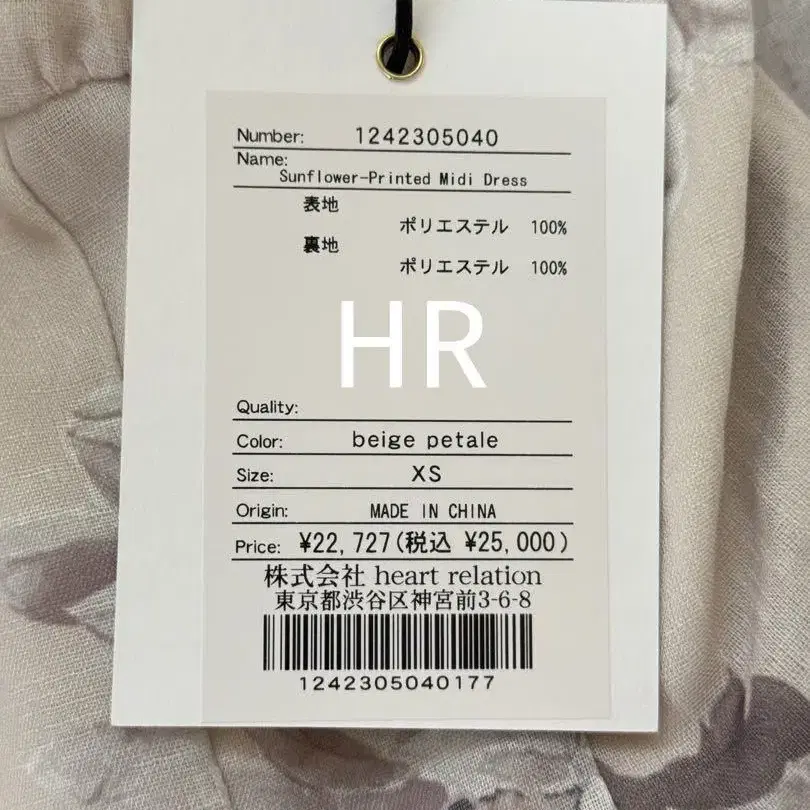 Number: 1242305040
Name:
Sunflower-Printed Midi Dress
表地
ポリエステル 100%
裏地
ポリエステル 100%
HR
Quality:
Color: beige petale
Size: XS
Origin: MADE IN CHINA
Price: ¥22,727(税込 ¥25,000)
株式会社 heart relation
東京都渋谷区神宮前3-6-8
1242305040177